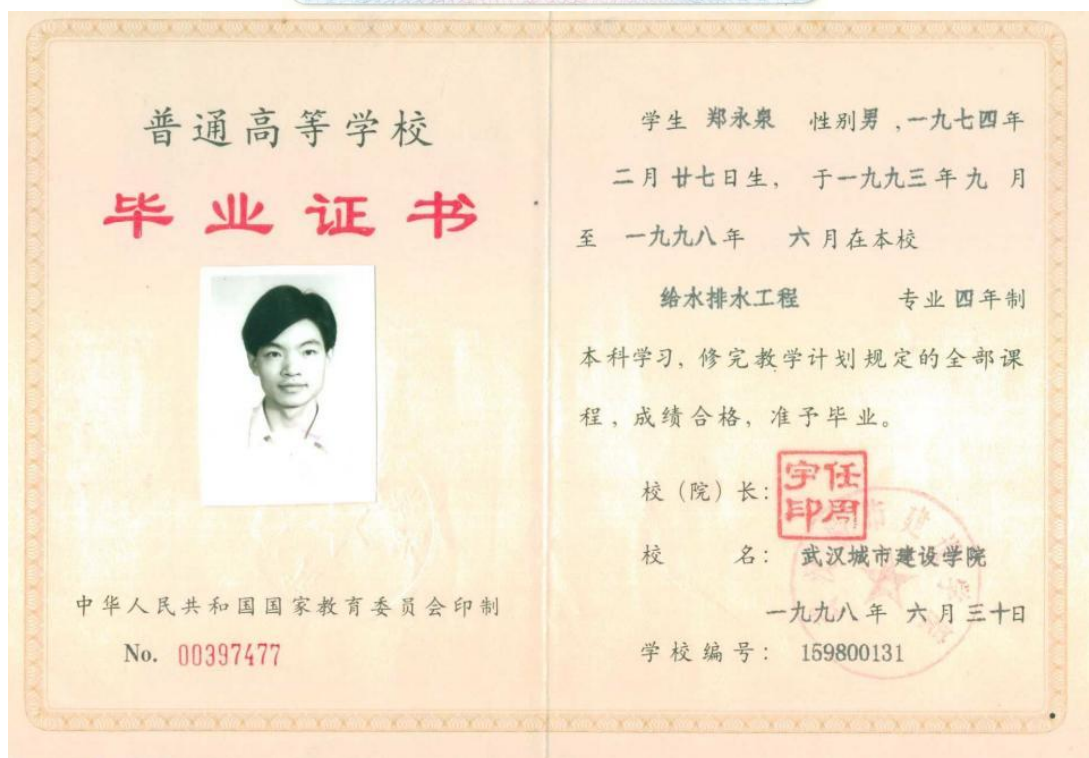 普通高等学校
毕业证书
中华人民共和国国家教育委员会印制
No. 00397477
学生 郑永泉 性别男,一九七四年
二月廿七日生, 于一九九三年九 月
至 一九九八年 六月在本校
给水排水工程 专业四年制
本科学习, 修完教学计划规定的全部课
程, 成绩合格, 准予毕业。
校(院)长: 任周宇印
校 名: 武汉城市建设学院
一九九八年 六月三十日
学校编号: 159800131